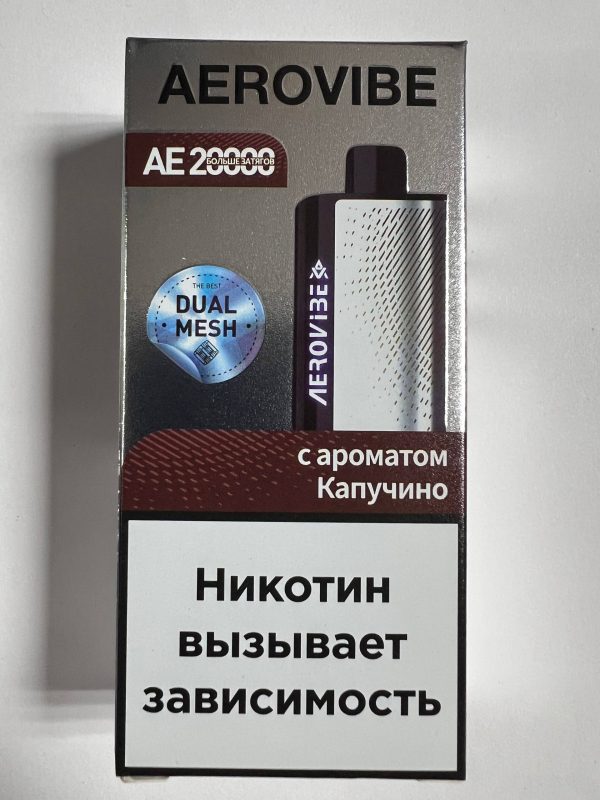 AEROVIBE
AE 20000
БОЛЬШЕ ЗАТЯГОВ
THE BEST
DUAL
MESH
AEROVIBE
с ароматом
Капучино
Никотин
вызывает
зависимость